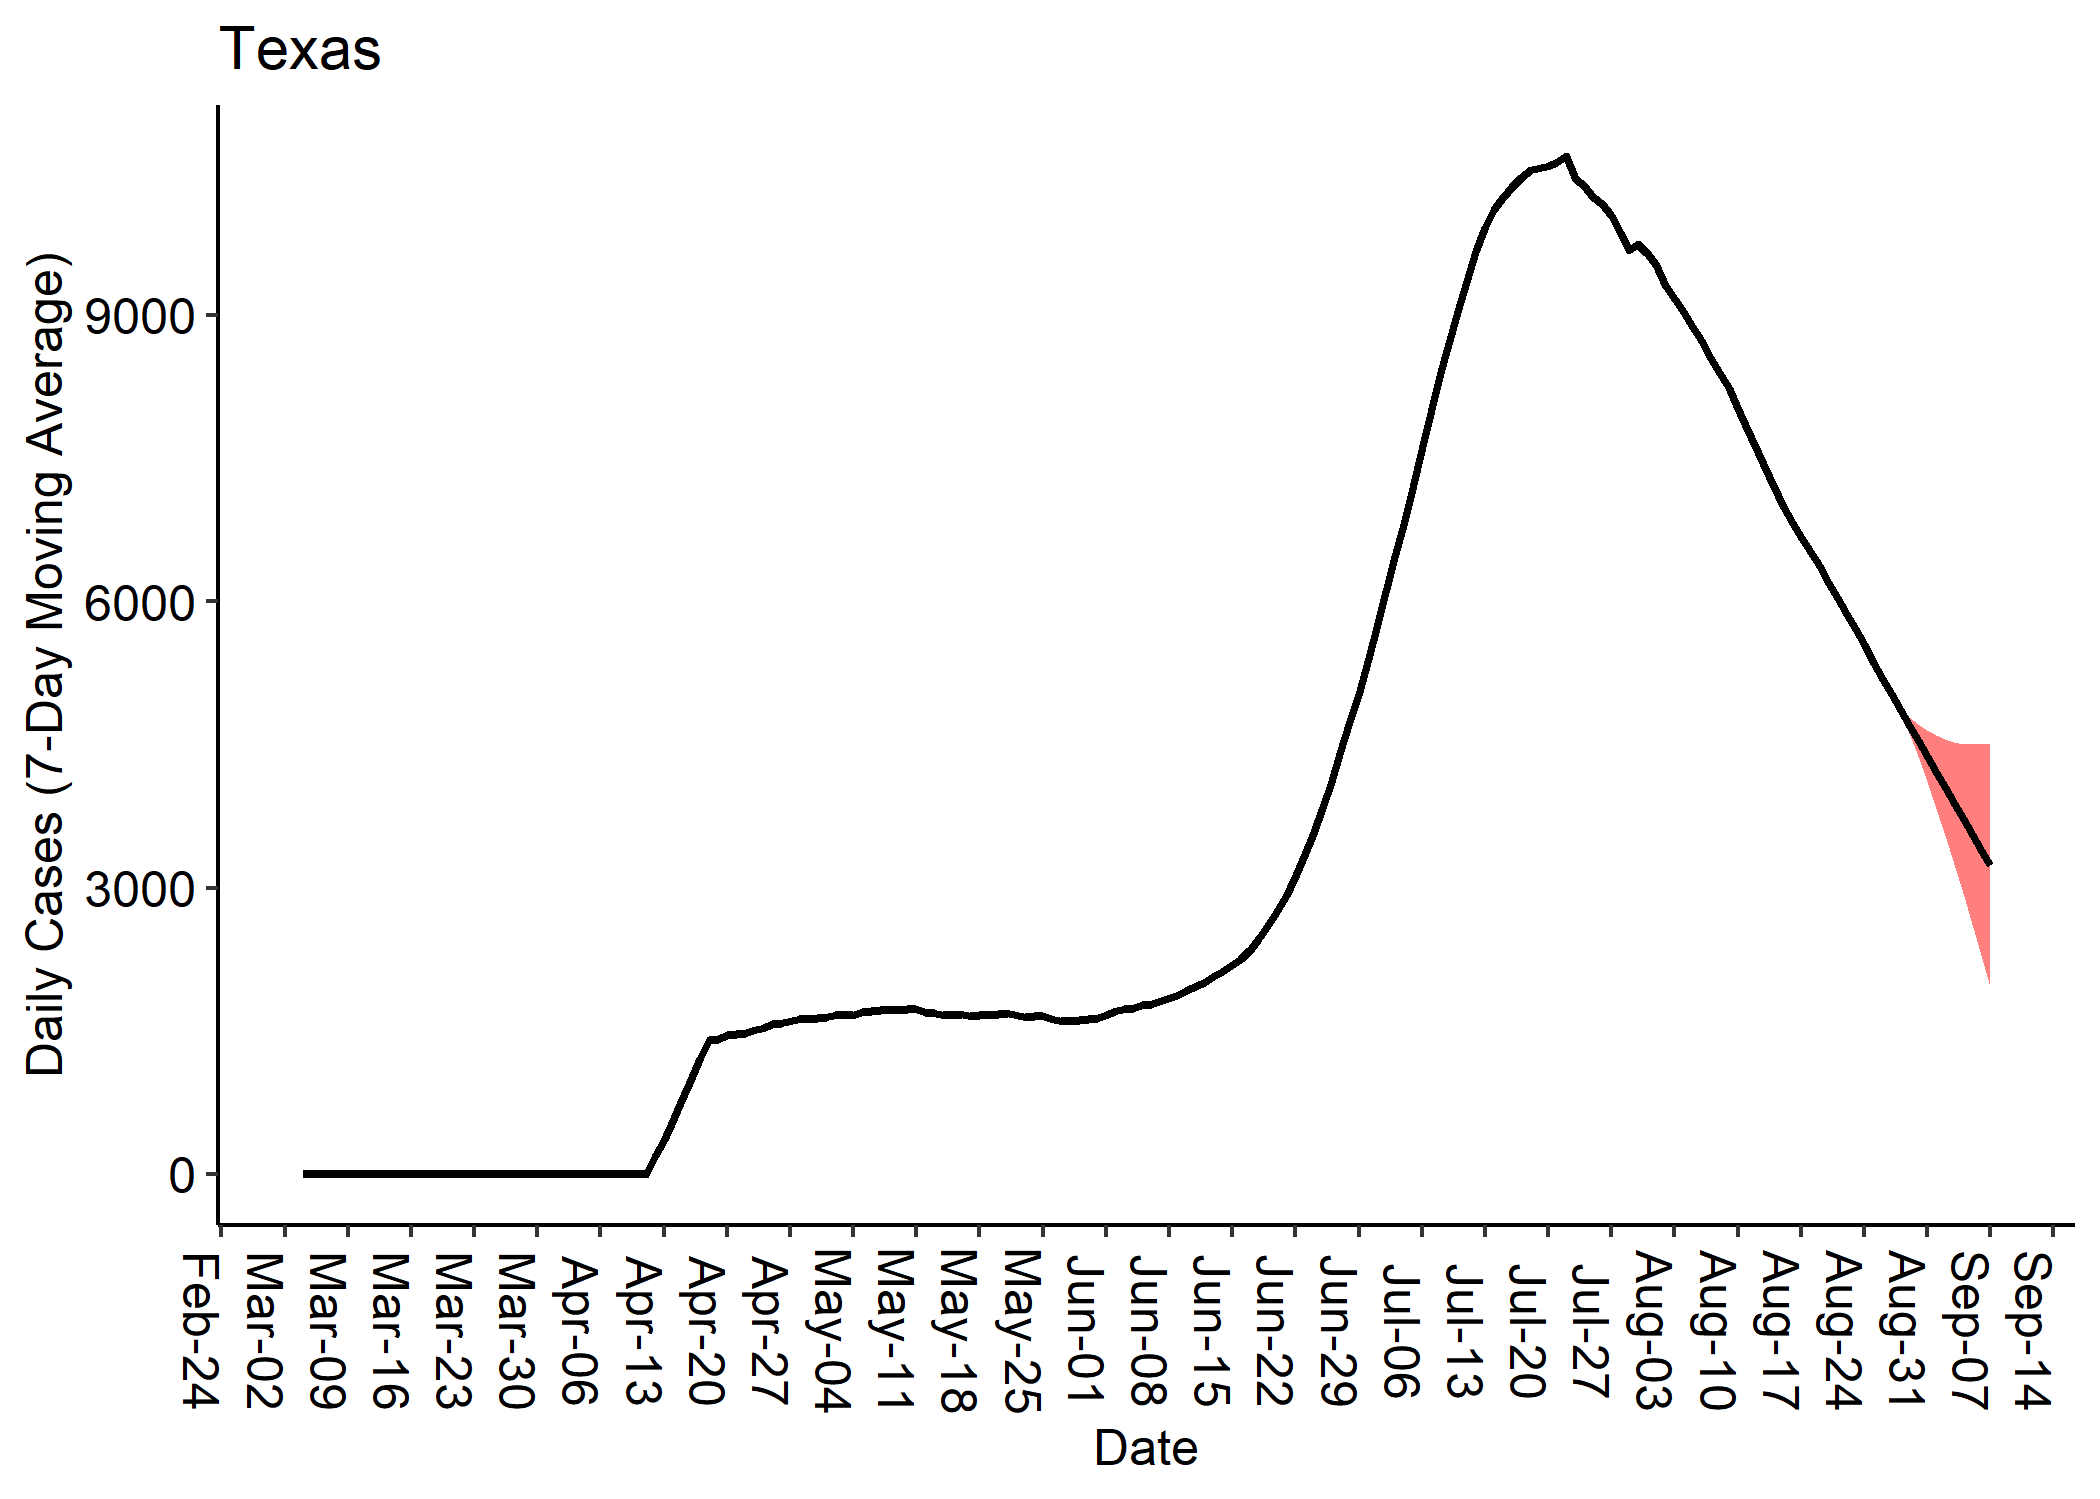 Texas
Daily Cases (7-Day Moving Average)
9000
6000
3000
0
Feb-24
Mar-02
Mar-09
Mar-16
Mar-23
Mar-30
Apr-06
Apr-13
Apr-20
Apr-27
May-04
May-11
May-18
May-25
Jun-01
Jun-08
Jun-15
Jun-22
Jun-29
Jul-06
Jul-13
Jul-20
Jul-27
Aug-03
Aug-10
Aug-17
Aug-24
Aug-31
Sep-07
Sep-14
Date